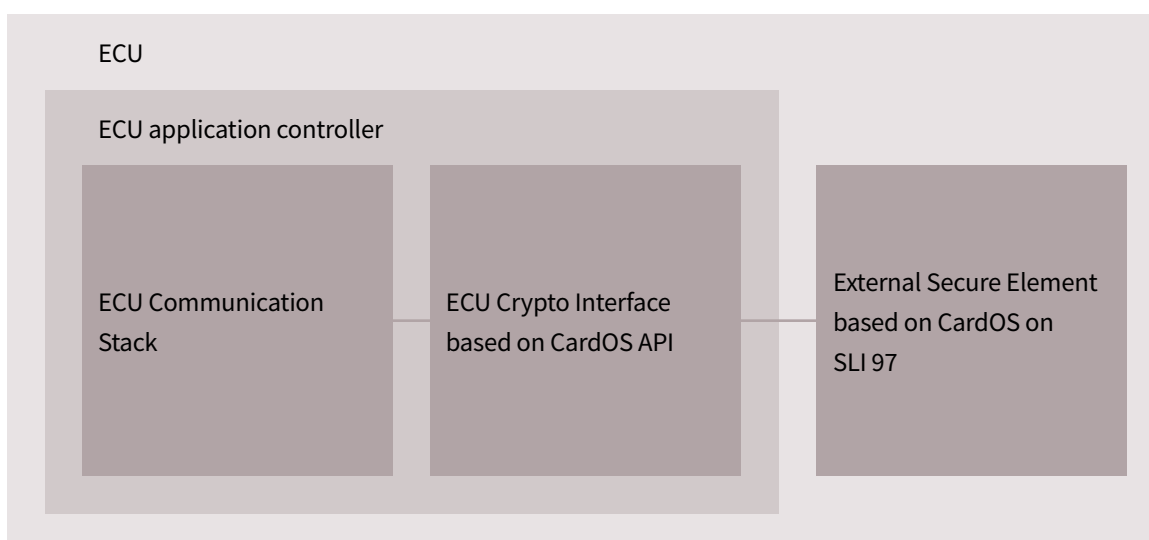 ECU
ECU application controller
ECU Communication
Stack
ECU Crypto Interface
based on CardOS API
External Secure Element
based on CardOS on
SLI 97